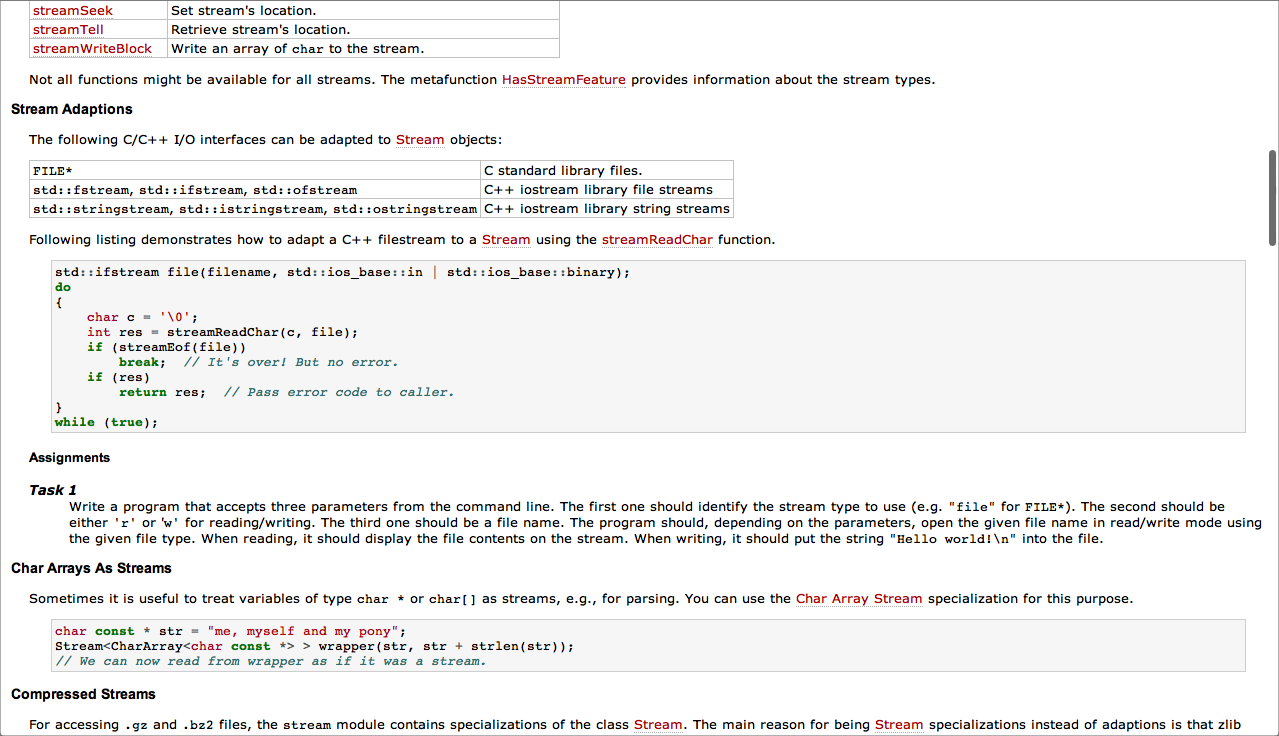 streamSeek Set stream's location.
streamTell Retrieve stream's location.
streamWriteBlock Write an array of char to the stream.
Not all functions might be available for all streams. The metafunction HasStreamFeature provides information about the stream types.
Stream Adaptions
The following C/C++ I/O interfaces can be adapted to Stream objects:
FILE* C standard library files.
std::fstream, std::ifstream, std::ofstream C++ iostream library file streams
std::stringstream, std::istringstream, std::ostringstream C++ iostream library string streams
Following listing demonstrates how to adapt a C++ filestream to a Stream using the streamReadChar function.
std::ifstream file(filename, std::ios_base::in | std::ios_base::binary);
do
{
    char c = '\0';
    int res = streamReadChar(c, file);
    if (streamEof(file))
        break;  // It's over! But no error.
    if (res)
        return res;  // Pass error code to caller.
}
while (true);
Assignments
Task 1
Write a program that accepts three parameters from the command line. The first one should identify the stream type to use (e.g. "file" for FILE*). The second should be
either 'r' or 'w' for reading/writing. The third one should be a file name. The program should, depending on the parameters, open the given file name in read/write mode using
the given file type. When reading, it should display the file contents on the stream. When writing, it should put the string "Hello world!\n" into the file.
Char Arrays As Streams
Sometimes it is useful to treat variables of type char * or char[] as streams, e.g., for parsing. You can use the Char Array Stream specialization for this purpose.
char const * str = "me, myself and my pony";
Stream<CharArray<char const *> > wrapper(str, str + strlen(str));
// We can now read from wrapper as if it was a stream.
Compressed Streams
For accessing .gz and .bz2 files, the stream module contains specializations of the class Stream. The main reason for being Stream specializations instead of adaptions is that zlib